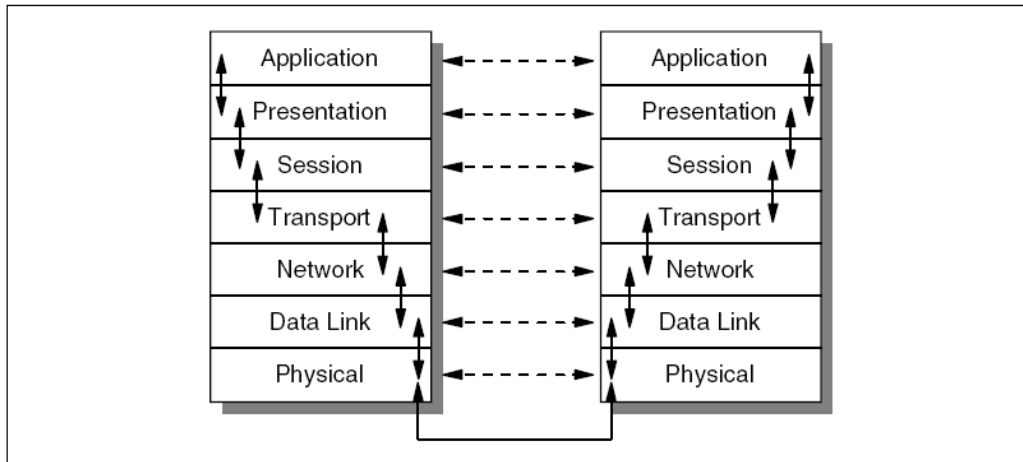 Application Application
Presentation Presentation
Session Session
Transport Transport
Network Network
Data Link Data Link
Physical Physical